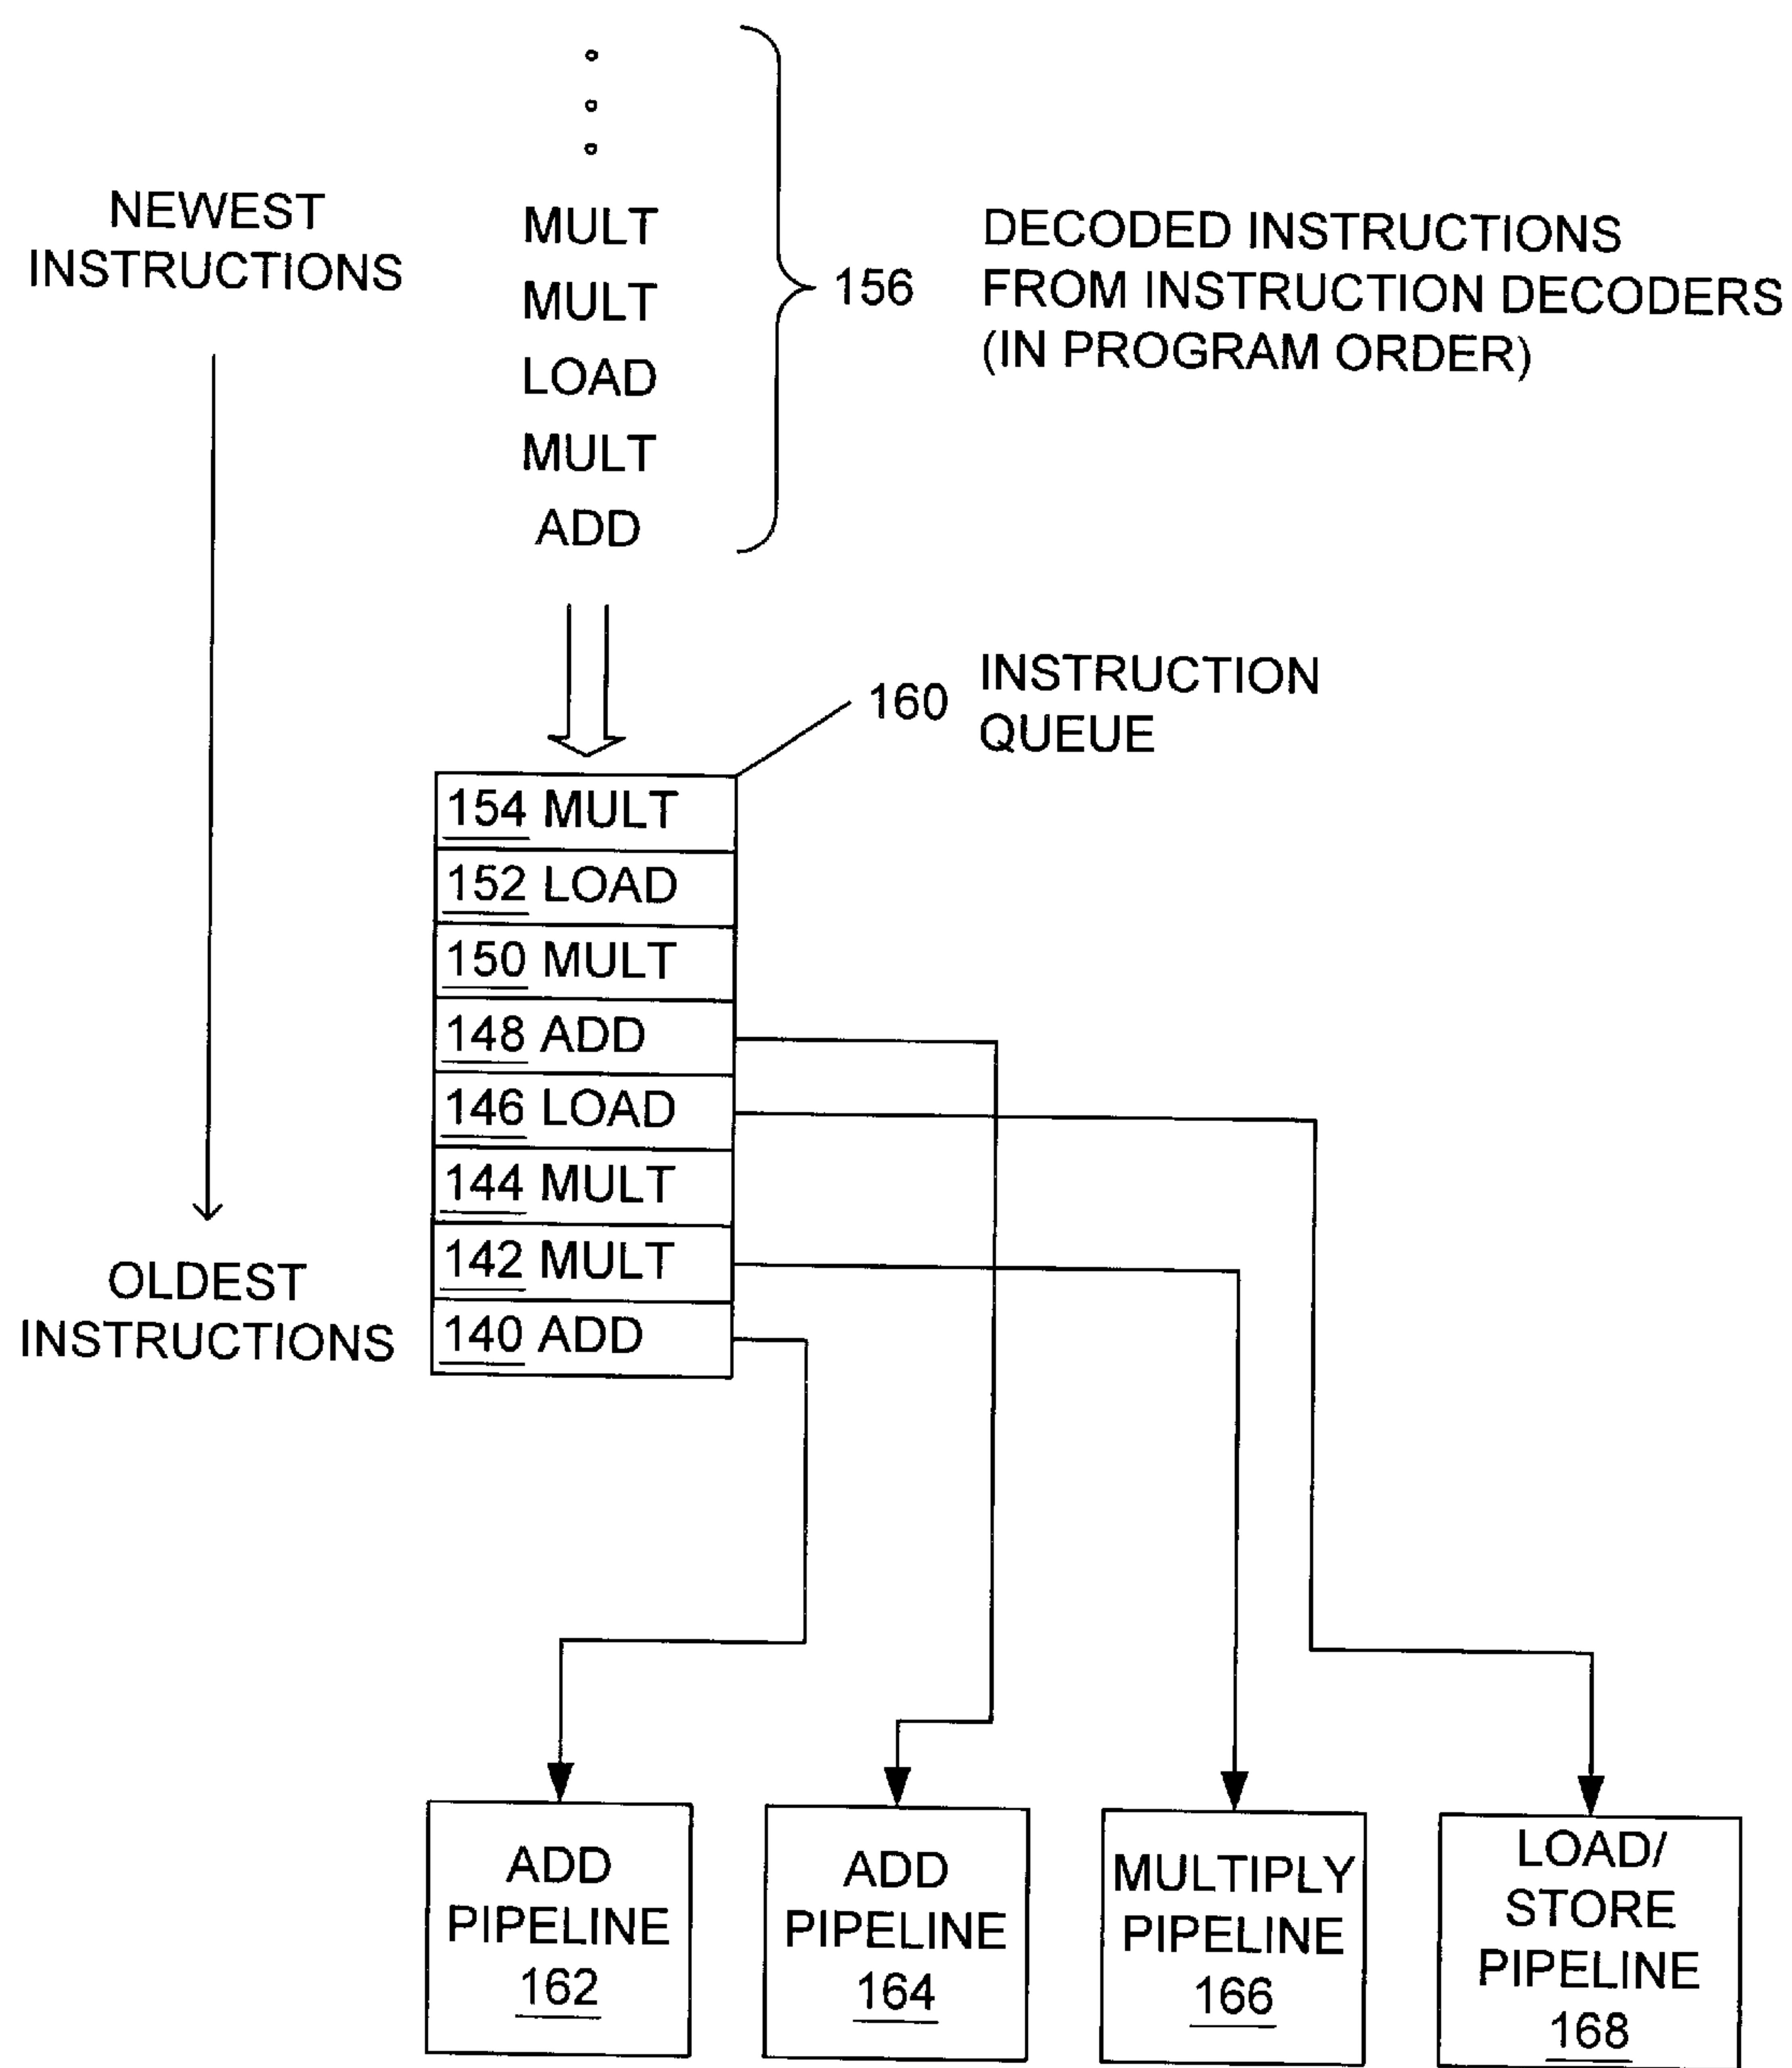 NEWEST
INSTRUCTIONS
MULT
MULT
LOAD
MULT
ADD
156
DECODED INSTRUCTIONS
FROM INSTRUCTION DECODERS
(IN PROGRAM ORDER)
160
INSTRUCTION
QUEUE
154 MULT
152 LOAD
150 MULT
148 ADD
146 LOAD
144 MULT
142 MULT
140 ADD
OLDEST
INSTRUCTIONS
ADD
PIPELINE
162
ADD
PIPELINE
164
MULTIPLY
PIPELINE
166
LOAD/
STORE
PIPELINE
168